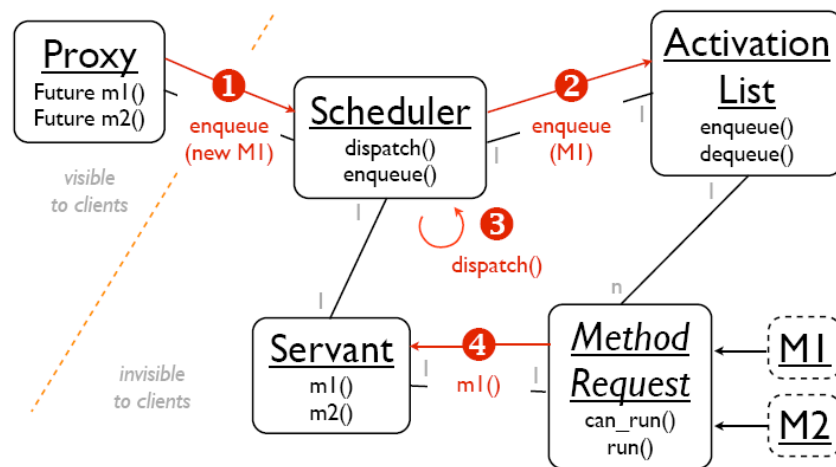 Proxy
Future m1()
Future m2()
1
enqueue
(new M1)
visible
to clients
Scheduler
dispatch()
enqueue()
2
enqueue
(M1)
1
1
Activation
List
enqueue()
dequeue()
1
1
3
dispatch()
n
1
Servant
m1()
m2()
4
m1()
1
1
Method
Request
can_run()
run()
M1
M2
invisible
to clients